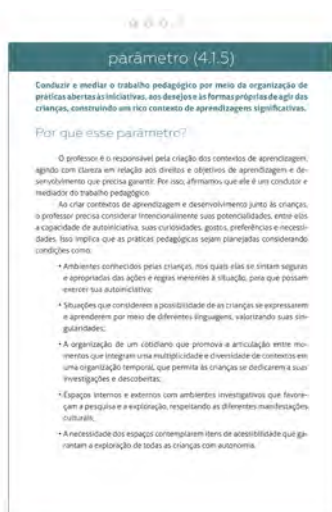 parâmetro (4.1.5)
Conduzir e mediar o trabalho pedagógico por meio da organização de
práticas abertas às iniciativas, aos desejos e às formas próprias de agir das
crianças, construindo um rico contexto de aprendizagens significativas.
Por que esse parâmetro?
O professor é o responsável pela criação dos contextos de aprendizagem,
agindo com clareza em relação aos direitos e objetivos de aprendizagem e de-
senvolvimento que precisa garantir. Por isso, afirmamos que ele é um condutor e
mediador do trabalho pedagógico.
Ao criar contextos de aprendizagem e desenvolvimento junto às crianças,
o professor precisa considerar intencionalmente suas potencialidades, entre elas
a capacidade de autoiniciativa, suas curiosidades, gostos, preferências e necessi-
dades. Isso implica que as práticas pedagógicas sejam planejadas considerando
condições como:
• Ambientes conhecidos pelas crianças, nos quais elas se sintam seguras
e apropriadas das ações e regras inerentes à situação, para que possam
exercer sua autoiniciativa;
• Situações que considerem a possibilidade de as crianças se expressarem
e aprenderem por meio de diferentes linguagens, valorizando suas sin-
gularidades;
• A organização de um cotidiano que promova a articulação entre mo-
mentos que integram uma multiplicidade e diversidade de contextos em
uma organização temporal, que permita às crianças se dedicarem a suas
investigações e descobertas;
• Espaços internos e externos com ambientes investigativos que favore-
çam a pesquisa e a exploração, respeitando as diferentes manifestações
culturais;
• A necessidade dos espaços contemplarem itens de acessibilidade que ga-
rantam a exploração de todas as crianças com autonomia.